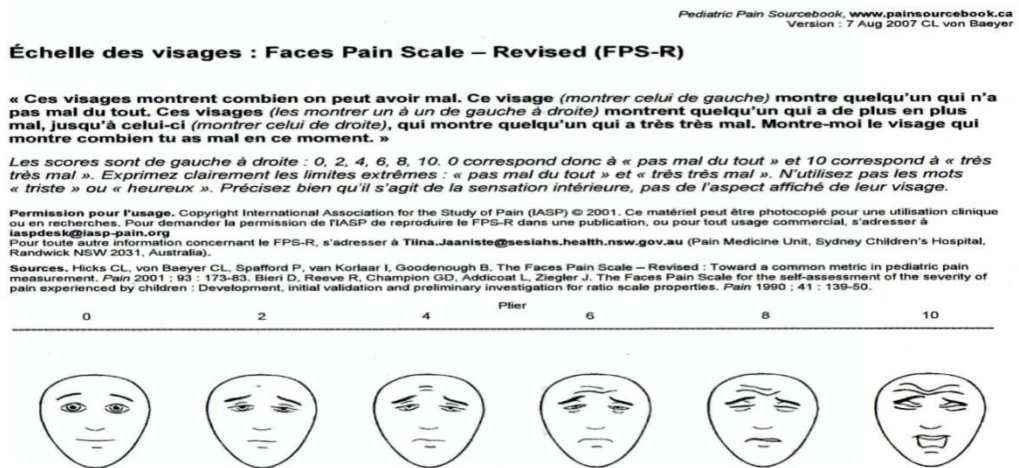 Pediatric Pain Sourcebook, www.painsourcebook.ca
Version : 7 Aug 2007 CL von Baeyer
Échelle des visages : Faces Pain Scale – Revised (FPS-R)
« Ces visages montrent combien on peut avoir mal. Ce visage (montrer celui de gauche) montre quelqu'un qui n'a
pas mal du tout. Ces visages (les montrer un à un de gauche à droite) montrent quelqu'un qui a de plus en plus
mal, jusqu'à celui-ci (montrer celui de droite), qui montre quelqu'un qui a très très mal. Montre-moi le visage qui
montre combien tu as mal en ce moment. »
Les scores sont de gauche à droite : 0, 2, 4, 6, 8, 10. 0 correspond donc à « pas mal du tout » et 10 correspond à « très
très mal ». Exprimez clairement les limites extrêmes : « pas mal du tout » et « très très mal ». N'utilisez pas les mots
« triste » ou « heureux ». Précisez bien qu'il s'agit de la sensation intérieure, pas de l'aspect affiché de leur visage.
Permission pour l'usage. Copyright International Association for the Study of Pain (IASP) © 2001. Ce matériel peut être photocopié pour une utilisation clinique
ou en recherches. Pour demander la permission de l'IASP de reproduire le FPS-R dans une publication, ou pour tout usage commercial, s'adresser à
iaspdesk@iasp-pain.org
Pour toute autre information concernant le FPS-R, s'adresser à Tiina.Jaaniste@sesiahs.health.nsw.gov.au (Pain Medicine Unit, Sydney Children's Hospital,
Randwick NSW 2031, Australia).
Sources. Hicks CL, von Baeyer CL, Spafford P, van Korlaar I, Goodenough B. The Faces Pain Scale – Revised : Toward a common metric in pediatric pain
measurement. Pain 2001 ; 93 : 173-83. Bieri D, Reeve R, Champion GD, Addicoat L, Ziegler J. The Faces Pain Scale for the self-assessment of the severity of
pain experienced by children : Development, initial validation and preliminary investigation for ratio scale properties. Pain 1990 ; 41 : 139-50.
Plier
0 2 4 6 8 10